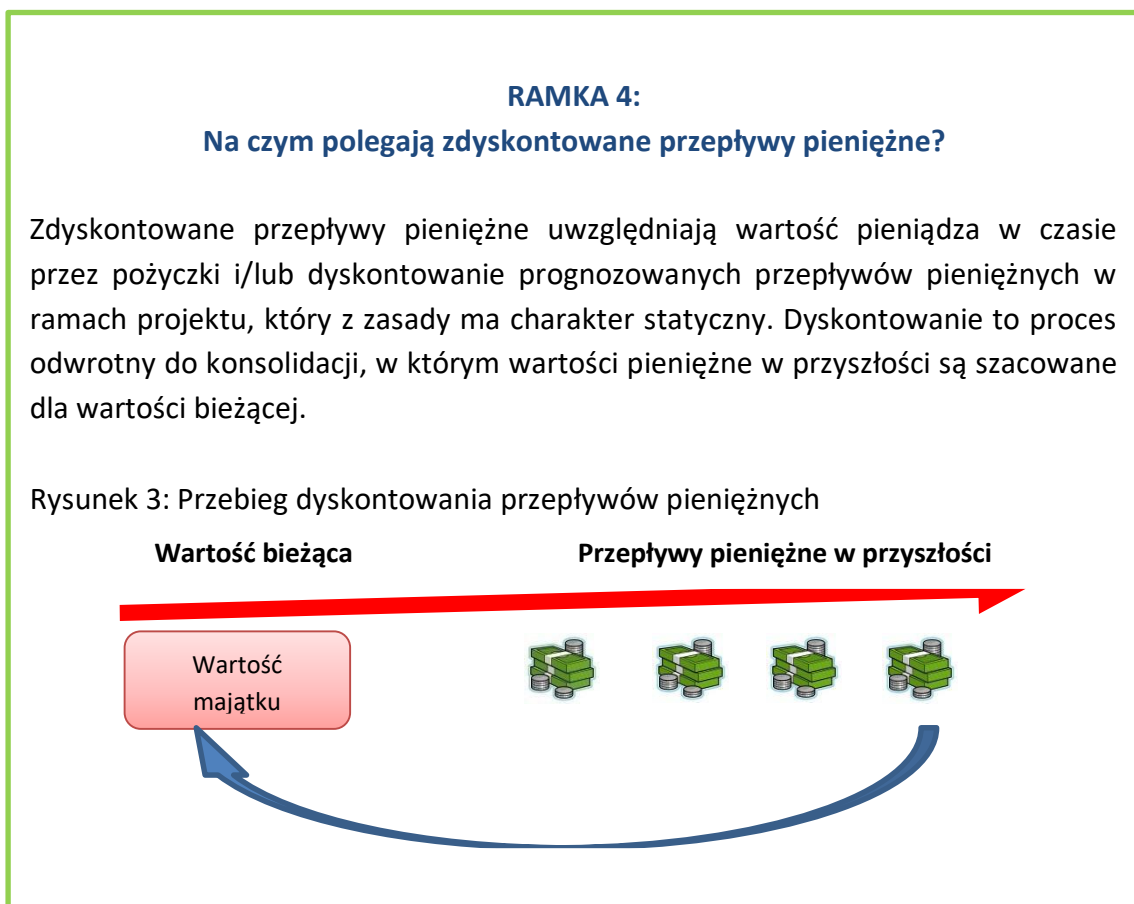 RAMKA 4:
Na czym polegają zdyskontowane przepływy pieniężne?
Zdyskontowane przepływy pieniężne uwzględniają wartość pieniądza w czasie
przez pożyczki i/lub dyskontowanie prognozowanych przepływów pieniężnych w
ramach projektu, który z zasady ma charakter statyczny. Dyskontowanie to proces
odwrotny do konsolidacji, w którym wartości pieniężne w przyszłości są szacowane
dla wartości bieżącej.
Rysunek 3: Przebieg dyskontowania przepływów pieniężnych
Wartość bieżąca Przepływy pieniężne w przyszłości
Wartość
majątku